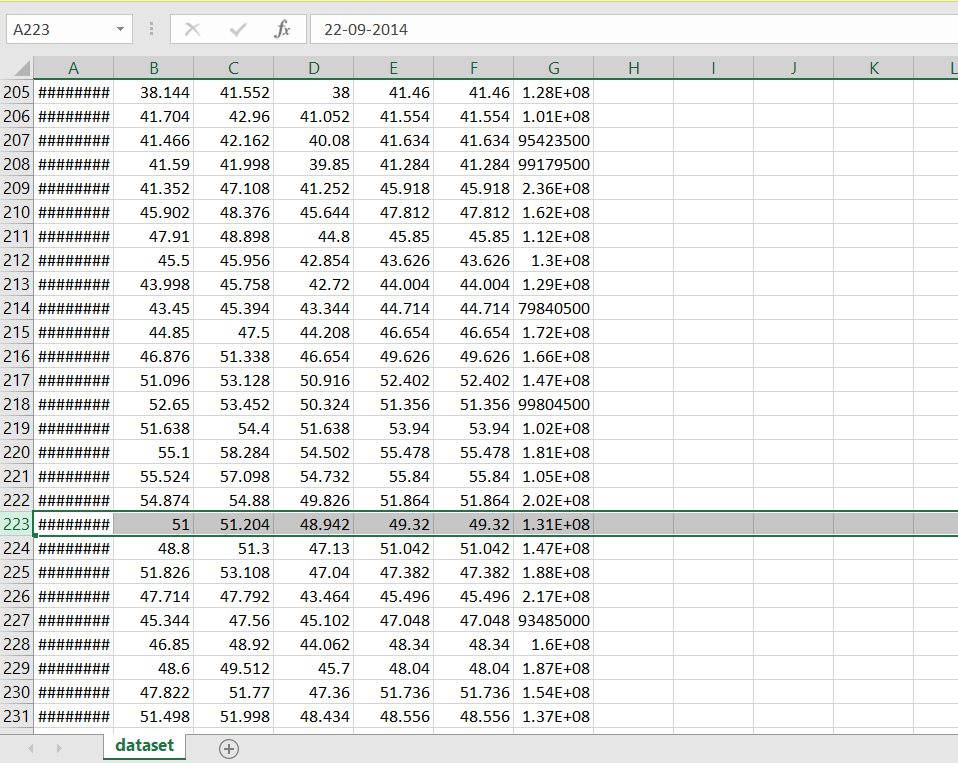 A223 fx 22-09-2014
A B C D E F G H I J K L
205 ######## 38.144 41.552 38 41.46 41.46 1.28E+08
206 ######## 41.704 42.96 41.052 41.554 41.554 1.01E+08
207 ######## 41.466 42.162 40.08 41.634 41.634 95423500
208 ######## 41.59 41.998 39.85 41.284 41.284 99179500
209 ######## 41.352 47.108 41.252 45.918 45.918 2.36E+08
210 ######## 45.902 48.376 45.644 47.812 47.812 1.62E+08
211 ######## 47.91 48.898 44.8 45.85 45.85 1.12E+08
212 ######## 45.5 45.956 42.854 43.626 43.626 1.3E+08
213 ######## 43.998 45.758 42.72 44.004 44.004 1.29E+08
214 ######## 43.45 45.394 43.344 44.714 44.714 79840500
215 ######## 44.85 47.5 44.208 46.654 46.654 1.72E+08
216 ######## 46.876 51.338 46.654 49.626 49.626 1.66E+08
217 ######## 51.096 53.128 50.916 52.402 52.402 1.47E+08
218 ######## 52.65 53.452 50.324 51.356 51.356 99804500
219 ######## 51.638 54.4 51.638 53.94 53.94 1.02E+08
220 ######## 55.1 58.284 54.502 55.478 55.478 1.81E+08
221 ######## 55.524 57.098 54.732 55.84 55.84 1.05E+08
222 ######## 54.874 54.88 49.826 51.864 51.864 2.02E+08
223 ######## 51 51.204 48.942 49.32 49.32 1.31E+08
224 ######## 48.8 51.3 47.13 51.042 51.042 1.47E+08
225 ######## 51.826 53.108 47.04 47.382 47.382 1.88E+08
226 ######## 47.714 47.792 43.464 45.496 45.496 2.17E+08
227 ######## 45.344 47.56 45.102 47.048 47.048 93485000
228 ######## 46.85 48.92 44.062 48.34 48.34 1.6E+08
229 ######## 48.6 49.512 45.7 48.04 48.04 1.87E+08
230 ######## 47.822 51.77 47.36 51.736 51.736 1.54E+08
231 ######## 51.498 51.998 48.434 48.556 48.556 1.37E+08
dataset